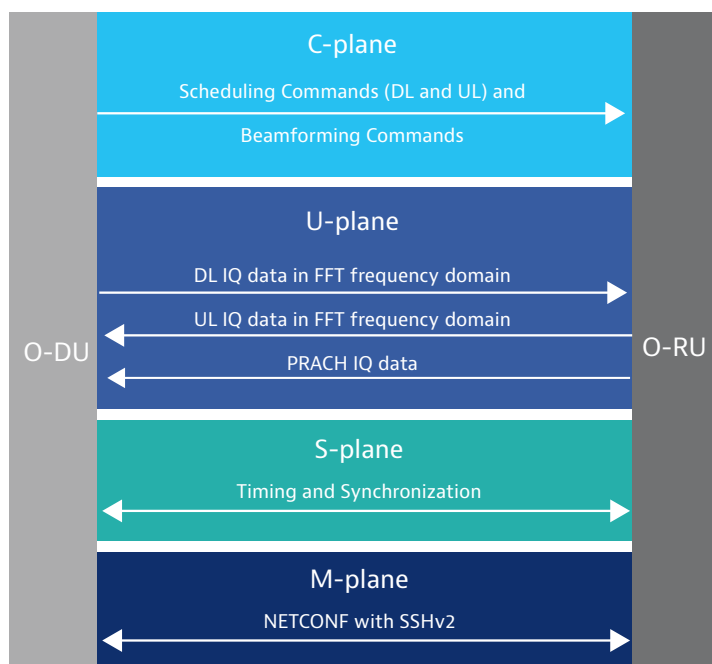 C-plane
Scheduling Commands (DL and UL) and
Beamforming Commands
U-plane
DL IQ data in FFT frequency domain
UL IQ data in FFT frequency domain
PRACH IQ data
O-DU
O-RU
S-plane
Timing and Synchronization
M-plane
NETCONF with SSHv2